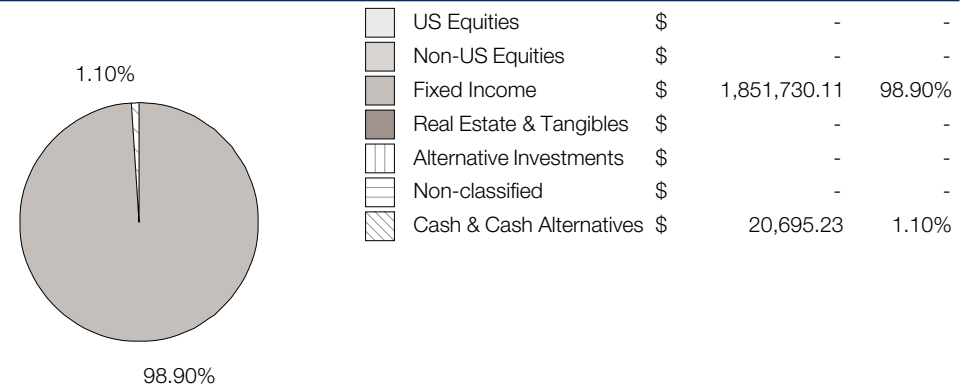 US Equities $ - -
Non-US Equities $ - -
Fixed Income $ 1,851,730.11 98.90%
Real Estate & Tangibles $ - -
Alternative Investments $ - -
Non-classified $ - -
Cash & Cash Alternatives $ 20,695.23 1.10%
1.10%
98.90%